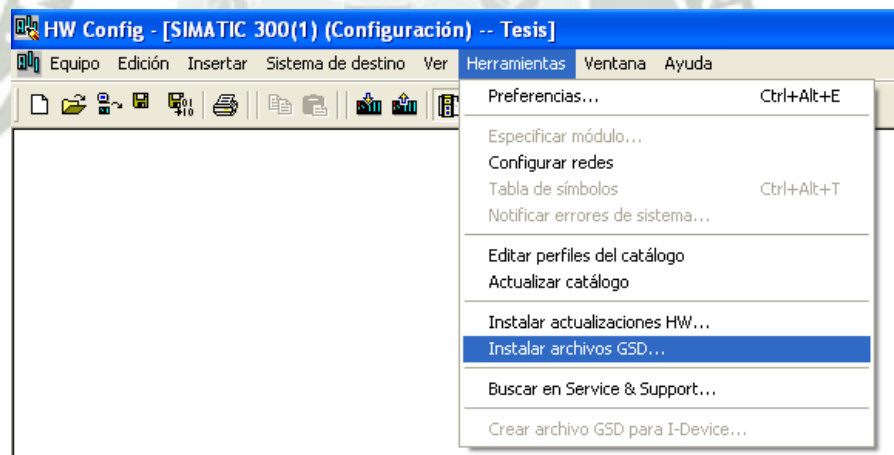 HW Config - [SIMATIC 300(1) (Configuración) -- Tesis]
Equipo Edición Insertar Sistema de destino Ver Herramientas Ventana Ayuda
Preferencias... Ctrl+Alt+E
Especificar módulo...
Configurar redes
Tabla de símbolos Ctrl+Alt+T
Notificar errores de sistema...
Editar perfiles del catálogo
Actualizar catálogo
Instalar actualizaciones HW...
Instalar archivos GSD...
Buscar en Service & Support...
Crear archivo GSD para I-Device...